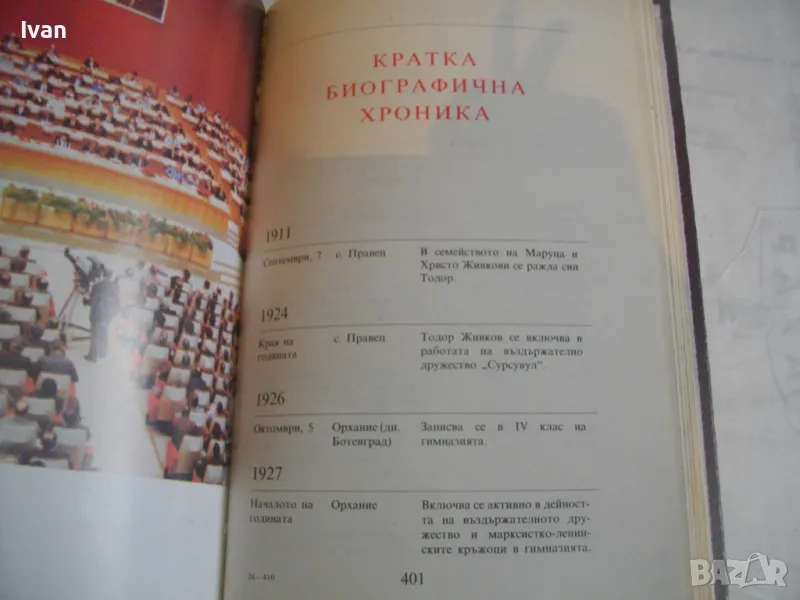 Ivan
КРАТКА
БИОГРАФИЧНА
ХРОНИКА
1911
Септември, 7 с. Правец В семейството на Маруца и
Христо Живкови се ражда син
Тодор.
1924
Края на с. Правец Тодор Живков се включва в
годината работата на въздържателно
дружество „Сурсувул".
1926
Октомври, 5 Орхание (дн. Записва се в IV клас на
Ботевград) гимназията.
1927
Началото на Орхание Включва се активно в дейност-
годината та на въздържателното дру-
жество и марксистко-ленин-
ските кръжоци в гимназията.
26—410
401
bazar.bg